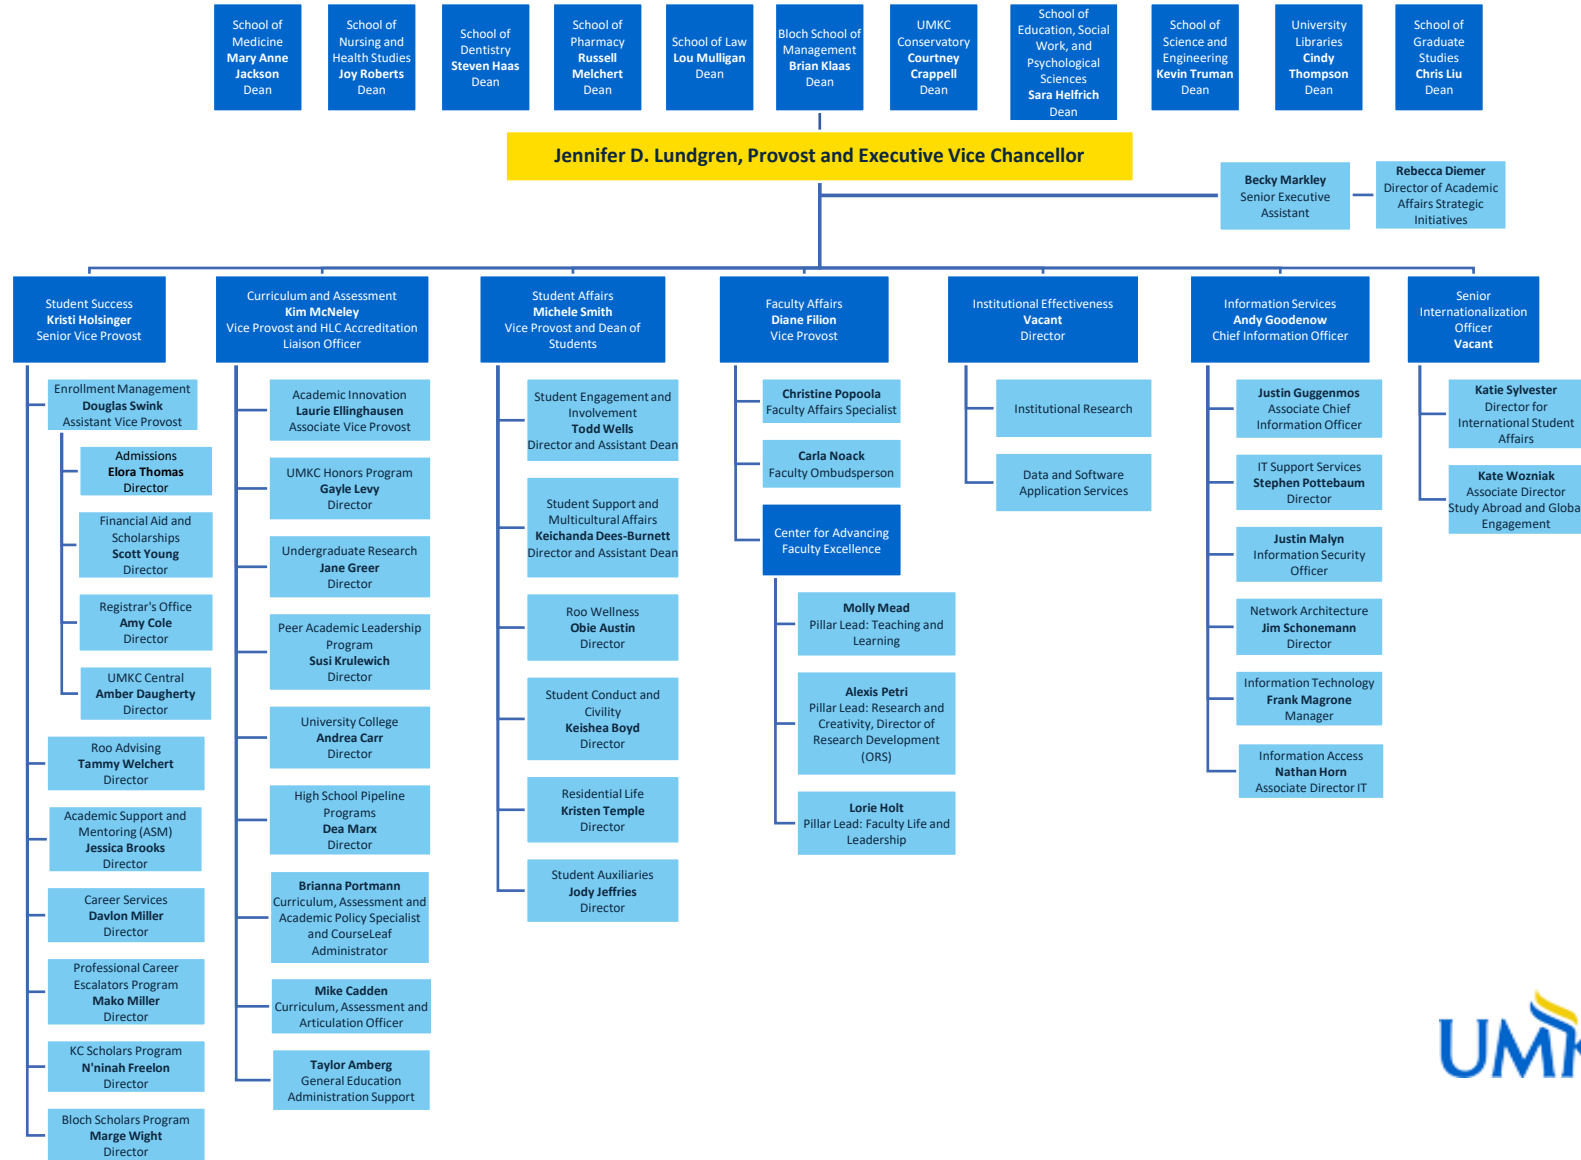 School of
Medicine
Mary Anne
Jackson
Dean
School of
Nursing and
Health Studies
Joy Roberts
Dean
School of
Dentistry
Steven Haas
Dean
School of
Pharmacy
Russell
Melchert
Dean
School of Law
Lou Mulligan
Dean
Bloch School of
Management
Brian Klaas
Dean
UMKC
Conservatory
Courtney
Crappell
Dean
School of
Education, Social
Work, and
Psychological
Sciences
Sara Helfrich
Dean
School of
Science and
Engineering
Kevin Truman
Dean
University
Libraries
Cindy
Thompson
Dean
School of
Graduate
Studies
Chris Liu
Dean
Jennifer D. Lundgren, Provost and Executive Vice Chancellor
Becky Markley
Senior Executive
Assistant
Rebecca Diemer
Director of Academic
Affairs Strategic
Initiatives
Student Success
Kristi Holsinger
Senior Vice Provost
Enrollment Management
Douglas Swink
Assistant Vice Provost
Admissions
Elora Thomas
Director
Financial Aid and
Scholarships
Scott Young
Director
Registrar's Office
Amy Cole
Director
UMKC Central
Amber Daugherty
Director
Roo Advising
Tammy Welchert
Director
Academic Support and
Mentoring (ASM)
Jessica Brooks
Director
Career Services
Davlon Miller
Director
Professional Career
Escalators Program
Mako Miller
Director
KC Scholars Program
N'ninah Freelon
Director
Bloch Scholars Program
Marge Wight
Director
Curriculum and Assessment
Kim McNeley
Vice Provost and HLC Accreditation
Liaison Officer
Academic Innovation
Laurie Ellinghausen
Associate Vice Provost
UMKC Honors Program
Gayle Levy
Director
Undergraduate Research
Jane Greer
Director
Peer Academic Leadership
Program
Susi Krulewich
Director
University College
Andrea Carr
Director
High School Pipeline
Programs
Dea Marx
Director
Brianna Portmann
Curriculum, Assessment and
Academic Policy Specialist
and CourseLeaf
Administrator
Mike Cadden
Curriculum, Assessment and
Articulation Officer
Taylor Amberg
General Education
Administration Support
Student Affairs
Michele Smith
Vice Provost and Dean of
Students
Student Engagement and
Involvement
Todd Wells
Director and Assistant Dean
Student Support and
Multicultural Affairs
Keichanda Dees-Burnett
Director and Assistant Dean
Roo Wellness
Obie Austin
Director
Student Conduct and
Civility
Keishea Boyd
Director
Residential Life
Kristen Temple
Director
Student Auxiliaries
Jody Jeffries
Director
Faculty Affairs
Diane Filion
Vice Provost
Christine Popoola
Faculty Affairs Specialist
Carla Noack
Faculty Ombudsperson
Center for Advancing
Faculty Excellence
Molly Mead
Pillar Lead: Teaching and
Learning
Alexis Petri
Pillar Lead: Research and
Creativity, Director of
Research Development
(ORS)
Lorie Holt
Pillar Lead: Faculty Life and
Leadership
Institutional Effectiveness
Vacant
Director
Institutional Research
Data and Software
Application Services
Information Services
Andy Goodenow
Chief Information Officer
Justin Guggenmos
Associate Chief
Information Officer
IT Support Services
Stephen Pottebaum
Director
Justin Malyn
Information Security
Officer
Network Architecture
Jim Schonemann
Director
Information Technology
Frank Magrone
Manager
Information Access
Nathan Horn
Associate Director IT
Senior
Internationalization
Officer
Vacant
Katie Sylvester
Director for
International Student
Affairs
Kate Wozniak
Associate Director
Study Abroad and Global
Engagement
UMK